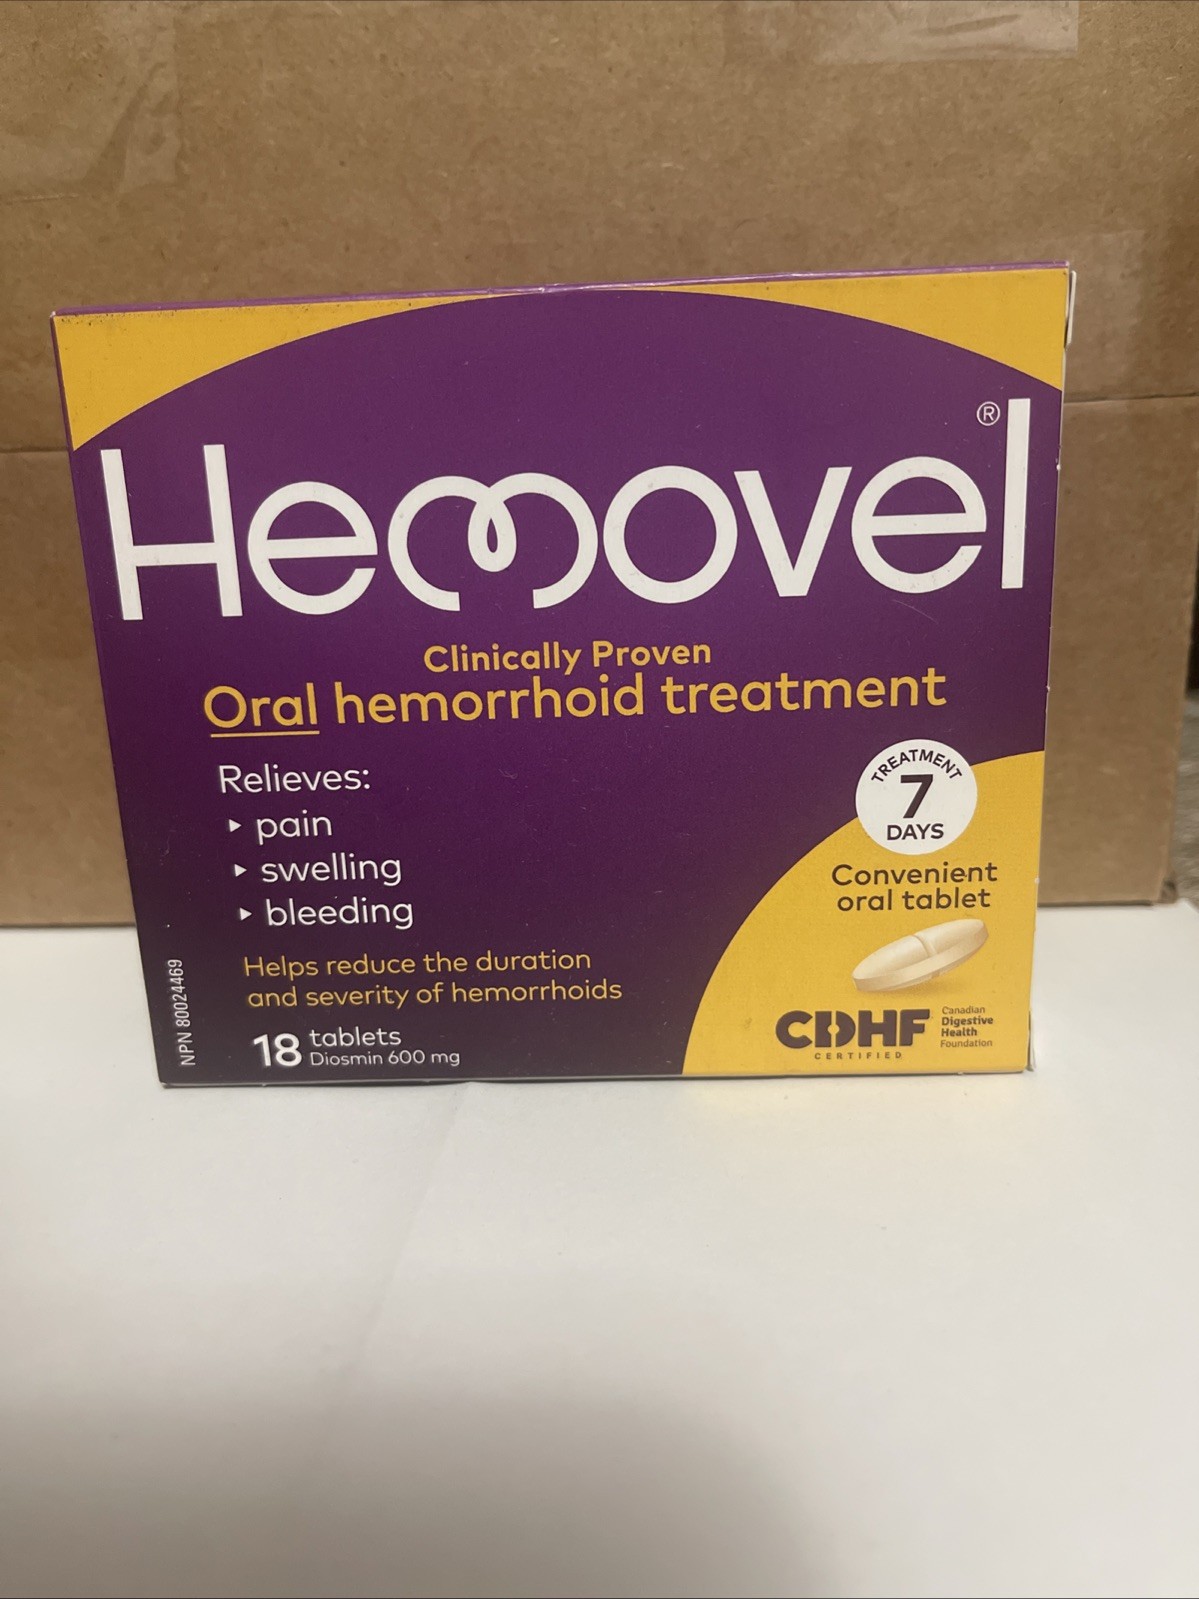 Hemovel®
Clinically Proven
Oral hemorrhoid treatment
Relieves:
▸ pain
▸ swelling
▸ bleeding
Helps reduce the duration
and severity of hemorrhoids
18 tablets
Diosmin 600 mg
NPN 80024469
TREATMENT
7
DAYS
Convenient
oral tablet
CDHF
CERTIFIED
Canadian
Digestive
Health
Foundation